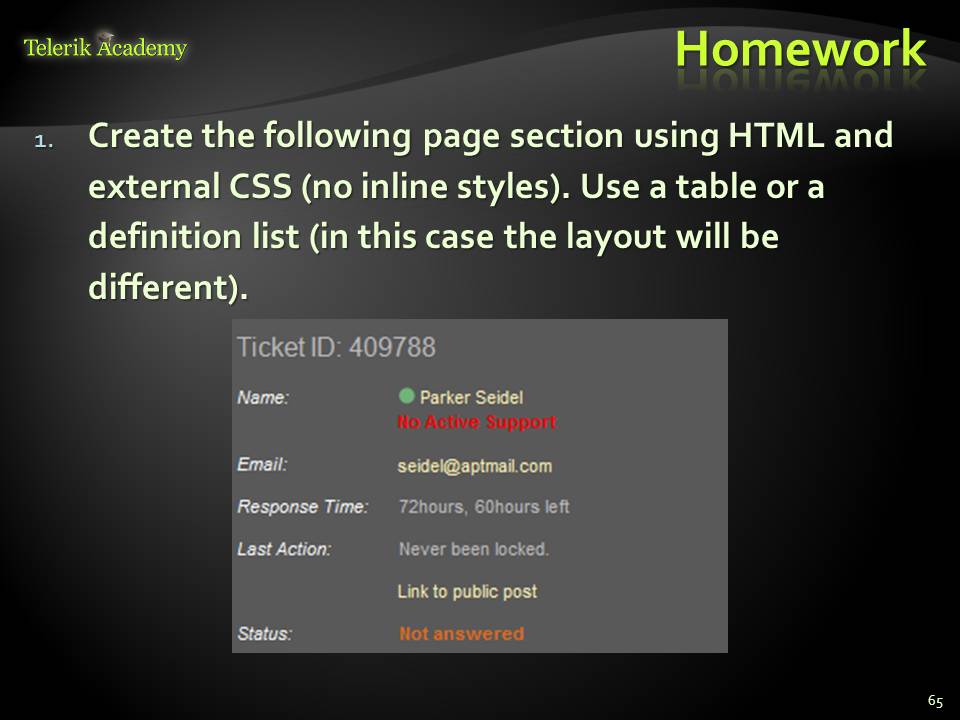 Telerik Academy
Homework
1. Create the following page section using HTML and
external CSS (no inline styles). Use a table or a
definition list (in this case the layout will be
different).
Ticket ID: 409788
Name: Parker Seidel
No Active Support
Email: seidel@aptmail.com
Response Time: 72hours, 60hours left
Last Action: Never been locked.
Link to public post
Status: Not answered
65